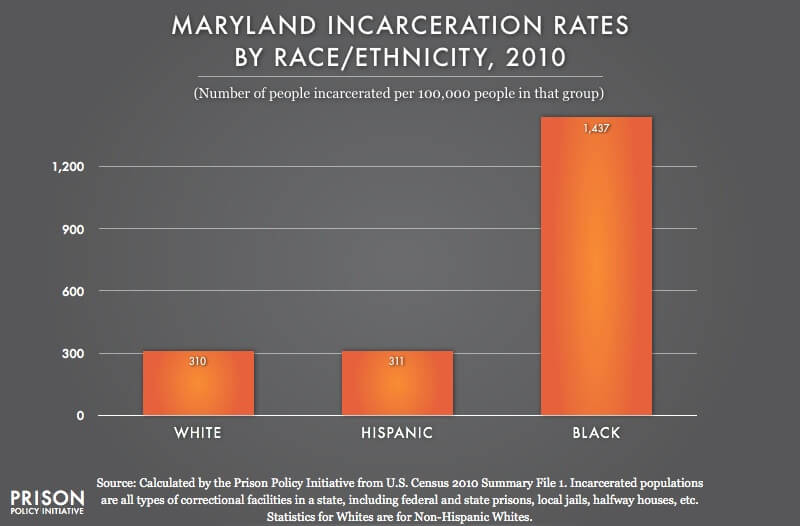 MARYLAND INCARCERATION RATES
BY RACE/ETHNICITY, 2010
(Number of people incarcerated per 100,000 people in that group)
1,437
1,200
900
600
300
310
311
0
WHITE
HISPANIC
BLACK
Source: Calculated by the Prison Policy Initiative from U.S. Census 2010 Summary File 1. Incarcerated populations
are all types of correctional facilities in a state, including federal and state prisons, local jails, halfway houses, etc.
Statistics for Whites are for Non-Hispanic Whites.
PRISON
POLICY INITIATIVE